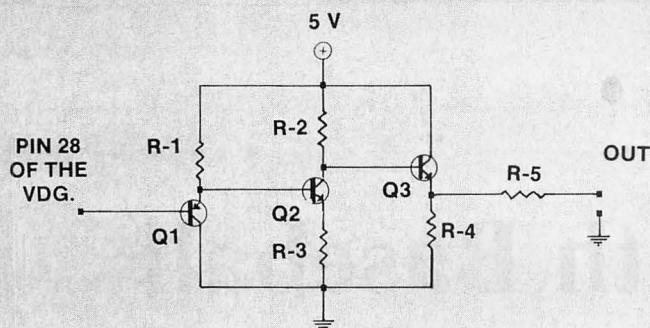 5 V
R-2
R-1
PIN 28
OF THE
VDG.
OUT
R-5
Q3
Q2
Q1
R-4
R-3